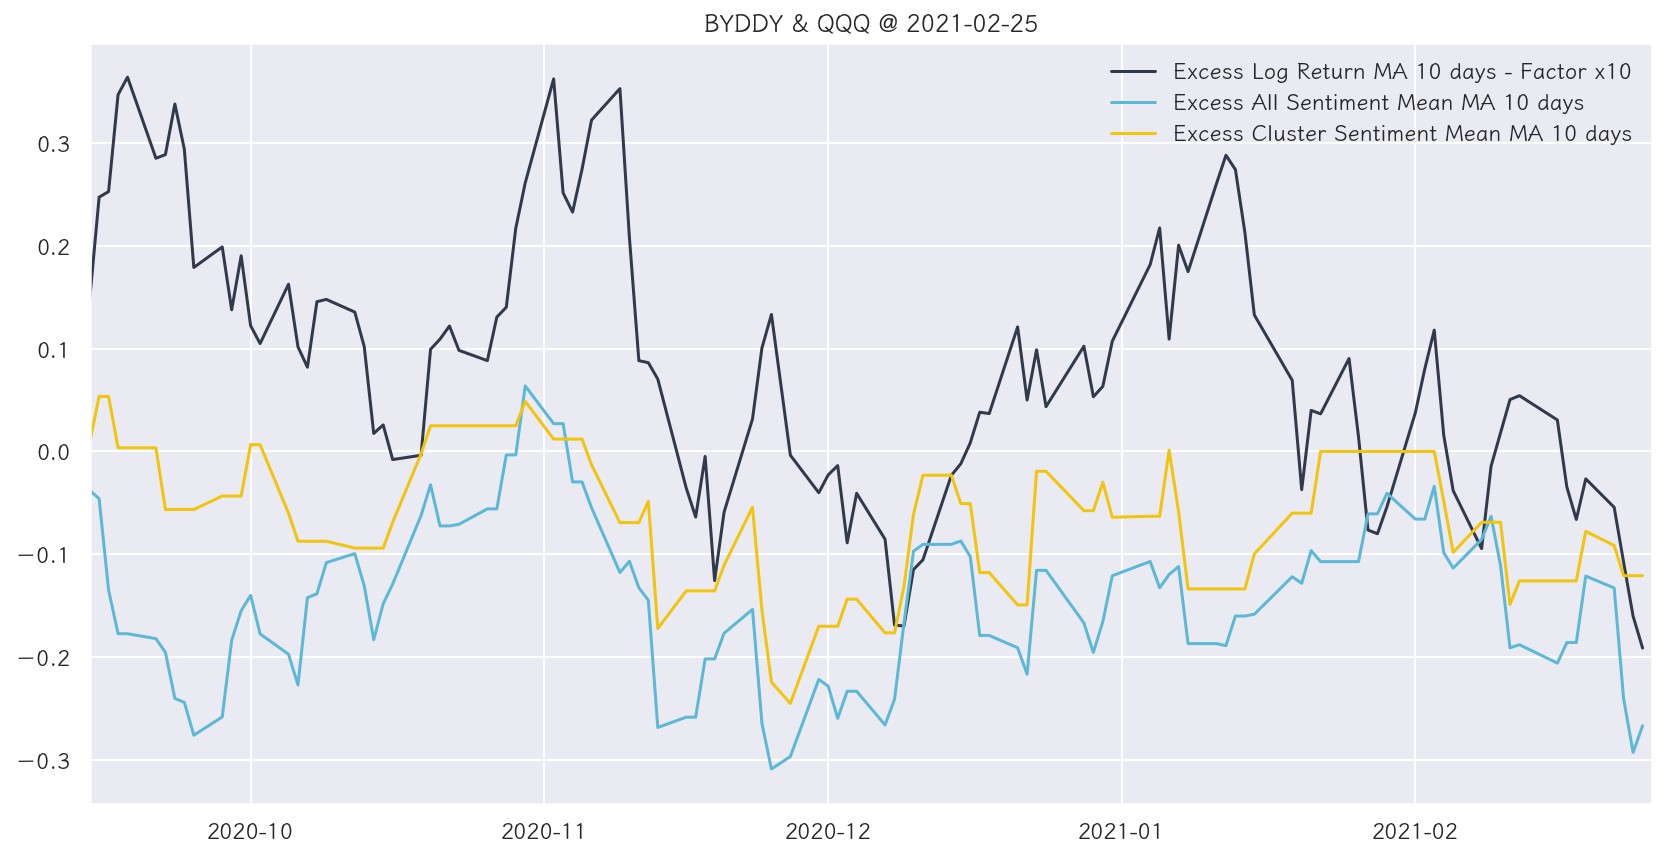 BYDDY & QQQ @ 2021-02-25
Excess Log Return MA 10 days - Factor x10
Excess All Sentiment Mean MA 10 days
Excess Cluster Sentiment Mean MA 10 days
0.3
0.2
0.1
0.0
−0.1
−0.2
−0.3
2020-10 2020-11 2020-12 2021-01 2021-02